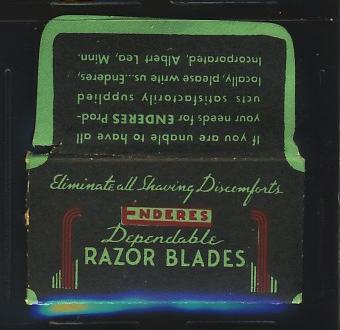 If you are unable to have all
your needs for ENDERES Prod-
ucts satisfactorily supplied
locally, please write us...Enderes,
Incorporated, Albert Lea, Minn.
Eliminate all Shaving Discomforts
ENDERES
Dependable
RAZOR BLADES